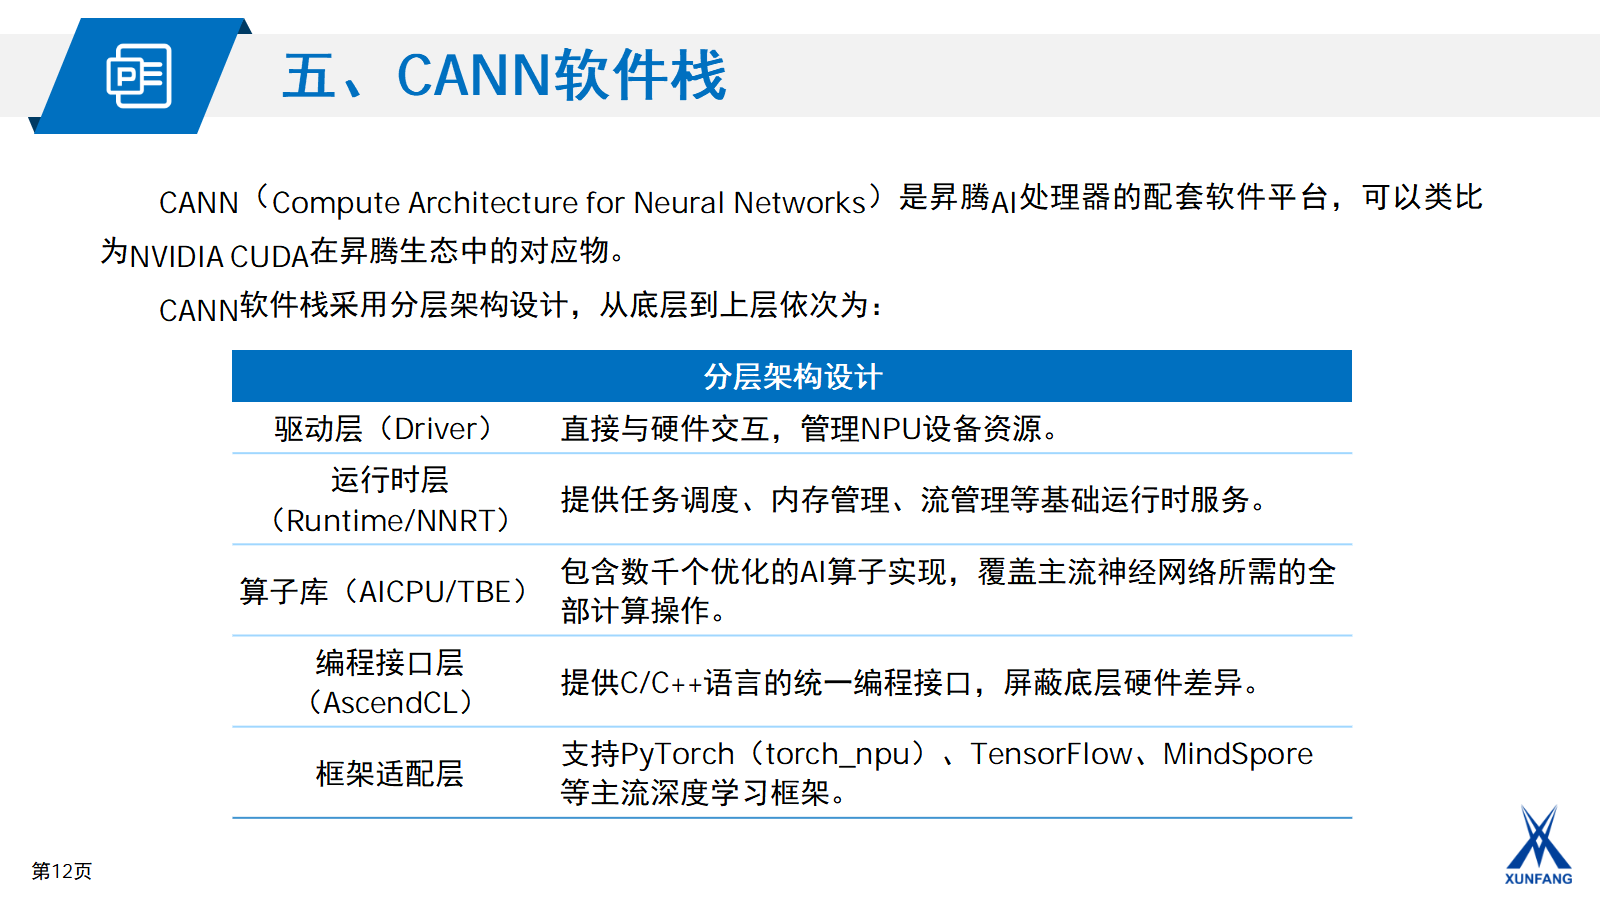 五、CANN软件栈
CANN（Compute Architecture for Neural Networks）是昇腾AI处理器的配套软件平台，可以类比
为NVIDIA CUDA在昇腾生态中的对应物。
CANN软件栈采用分层架构设计，从底层到上层依次为：
分层架构设计
驱动层（Driver） 直接与硬件交互，管理NPU设备资源。
运行时层
（Runtime/NNRT）
提供任务调度、内存管理、流管理等基础运行时服务。
算子库（AICPU/TBE）
包含数千个优化的AI算子实现，覆盖主流神经网络所需的全
部计算操作。
编程接口层
（AscendCL）
提供C/C++语言的统一编程接口，屏蔽底层硬件差异。
框架适配层
支持PyTorch（torch_npu）、TensorFlow、MindSpore
等主流深度学习框架。
第12页
XUNFANG